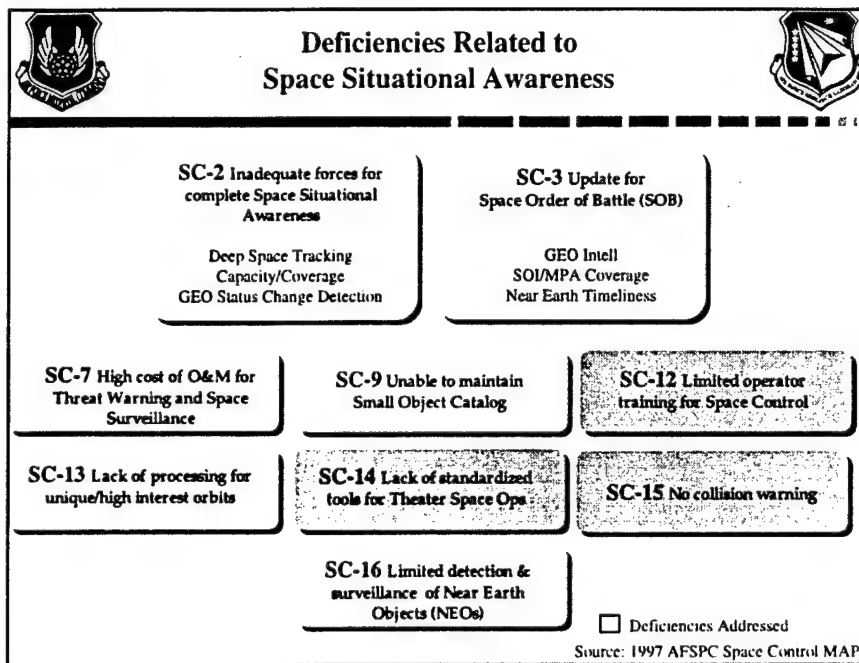 Deficiencies Related to
Space Situational Awareness
SC-2 Inadequate forces for
complete Space Situational
Awareness
Deep Space Tracking
Capacity/Coverage
GEO Status Change Detection
SC-3 Update for
Space Order of Battle (SOB)
GEO Intell
SOI/MPA Coverage
Near Earth Timeliness
SC-7 High cost of O&M for
Threat Warning and Space
Surveillance
SC-9 Unable to maintain
Small Object Catalog
SC-12 Limited operator
training for Space Control
SC-13 Lack of processing for
unique/high interest orbits
SC-14 Lack of standardized
tools for Theater Space Ops
SC-15 No collision warning
SC-16 Limited detection &
surveillance of Near Earth
Objects (NEOs)
Deficiencies Addressed
Source: 1997 AFSPC Space Control MAP